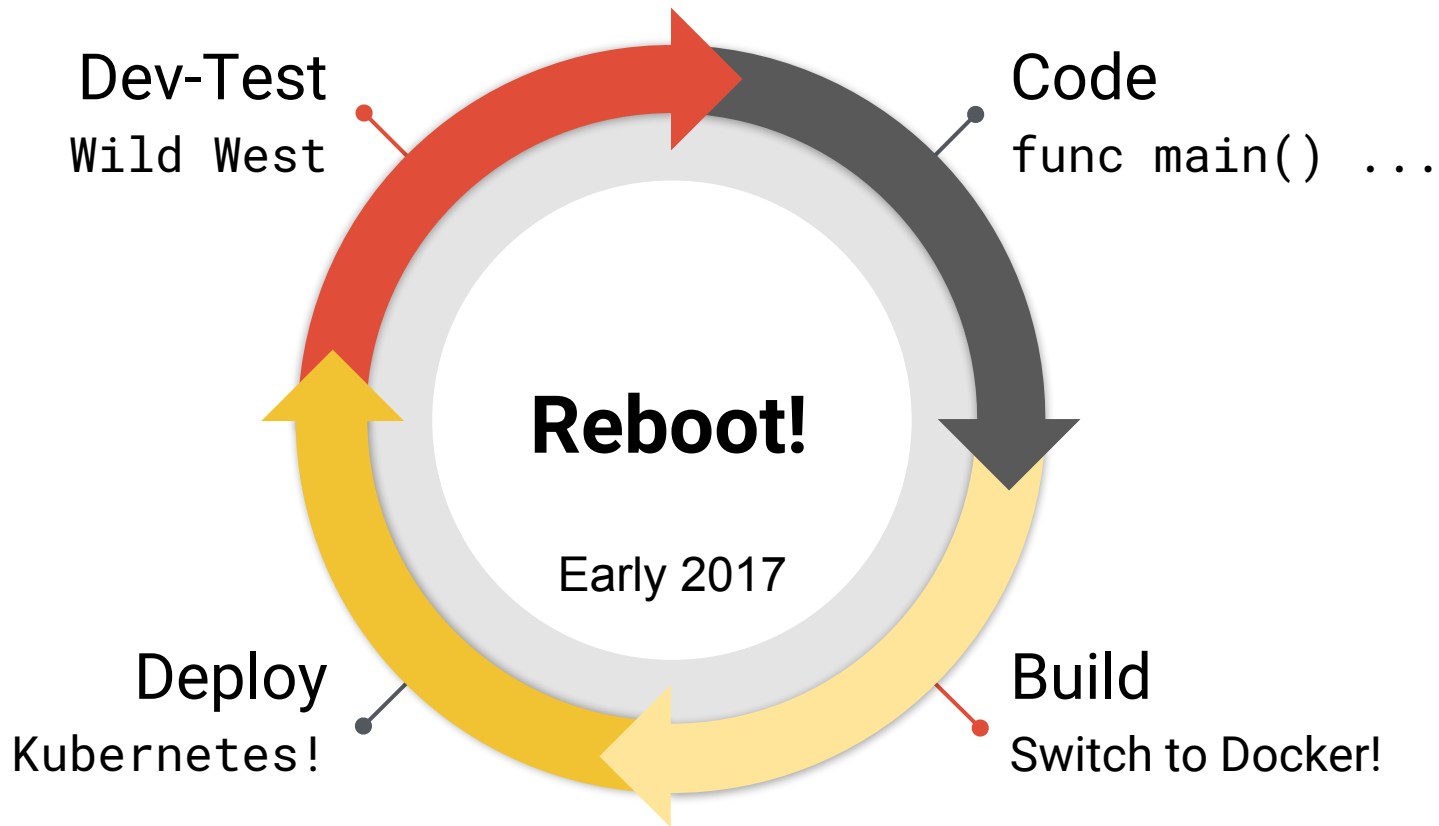 Dev-Test
Wild West
Code
func main() ...
Reboot!
Early 2017
Deploy
Kubernetes!
Build
Switch to Docker!